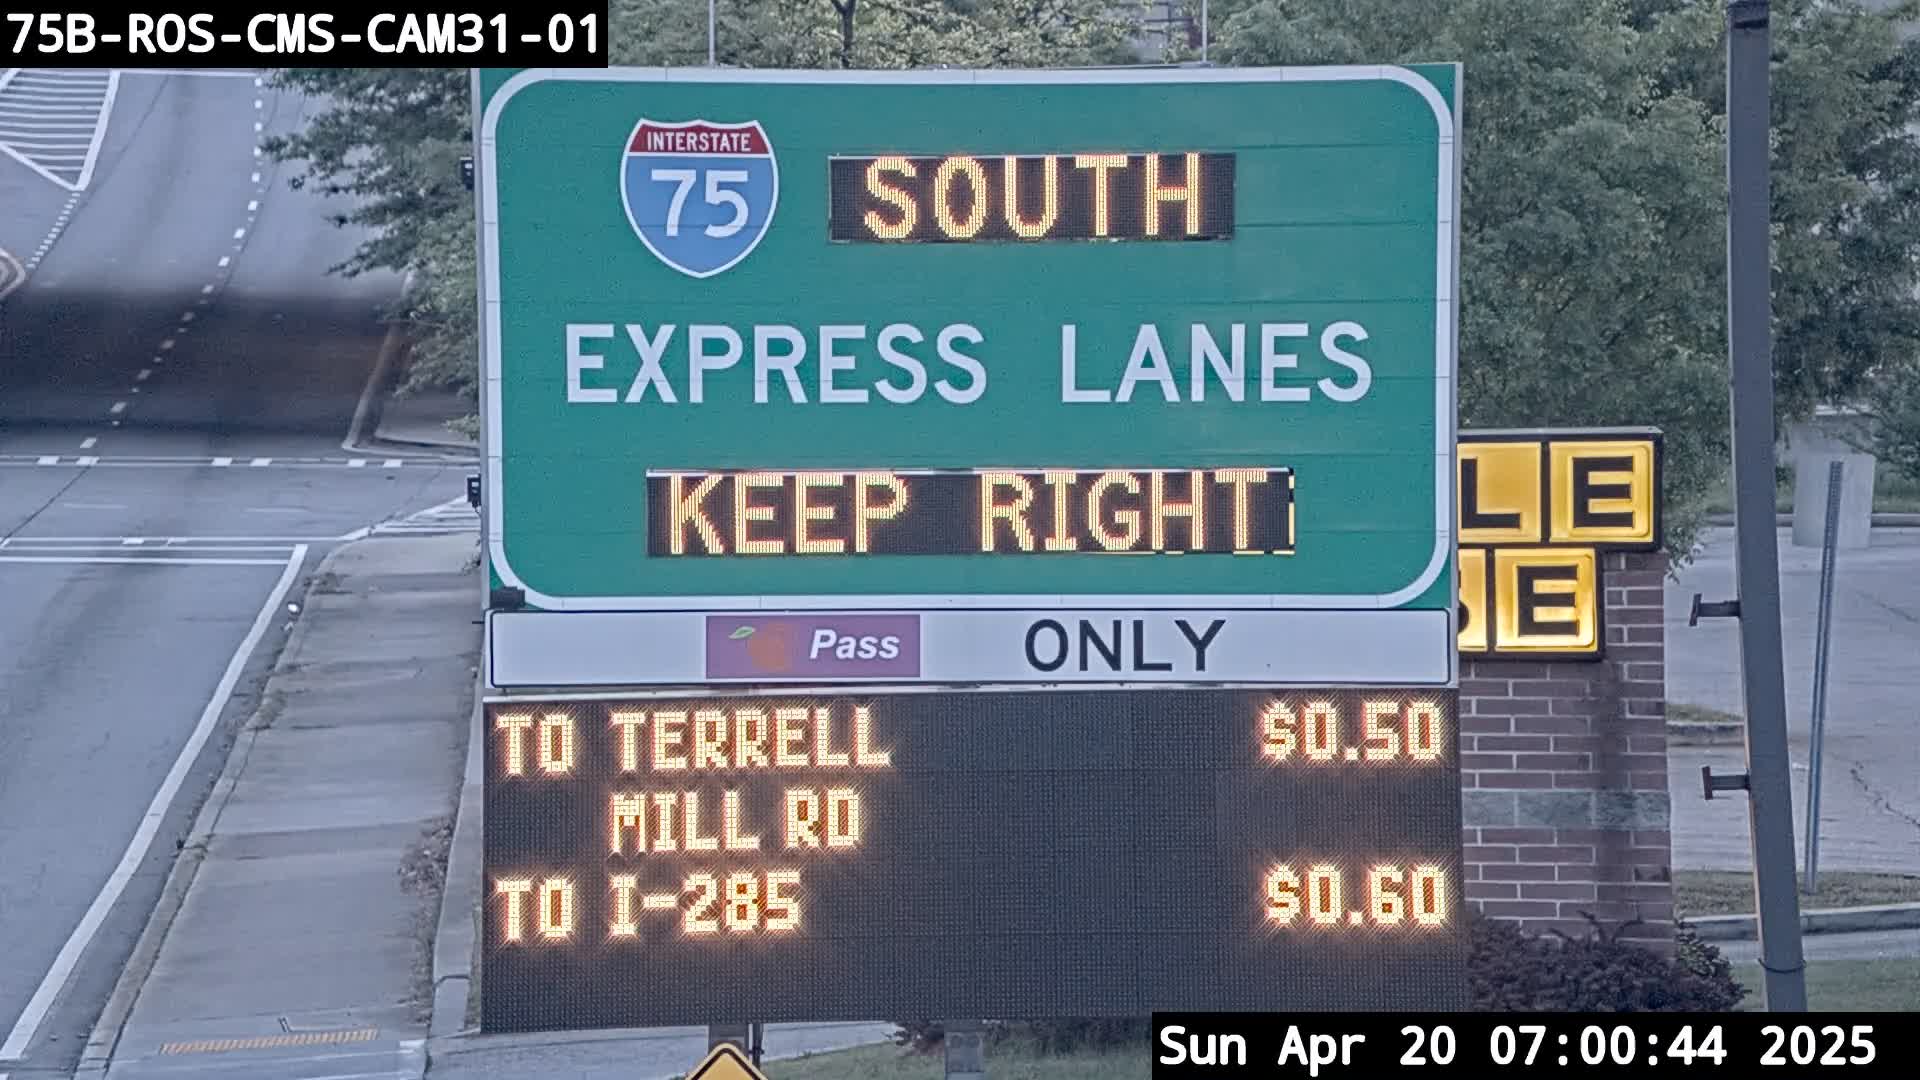 75B-ROS-CMS-CAM31-01
INTERSTATE
75
SOUTH
EXPRESS LANES
KEEP RIGHT
Pass ONLY
TO TERRELL $0.50
MILL RD
TO I-285 $0.60
LE
E
Sun Apr 20 07:00:44 2025